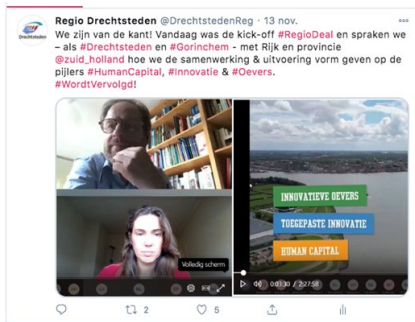 Regio Drechtsteden @DrechtstedenReg · 13 nov.
We zijn van de kant! Vandaag was de kick-off #RegioDeal en spraken we
– als #Drechtsteden en #Gorinchem - met Rijk en provincie
@zuid_holland hoe we de samenwerking & uitvoering vorm geven op de
pijlers #HumanCapital, #Innovatie & #Oevers.
#WordtVervolgd!
Drechtsteden
INNOVATIEVE OEVERS
TOEGEPASTE INNOVATIE
HUMAN CAPITAL
Volledig scherm
0:03:30 / 2:27:58
2
5